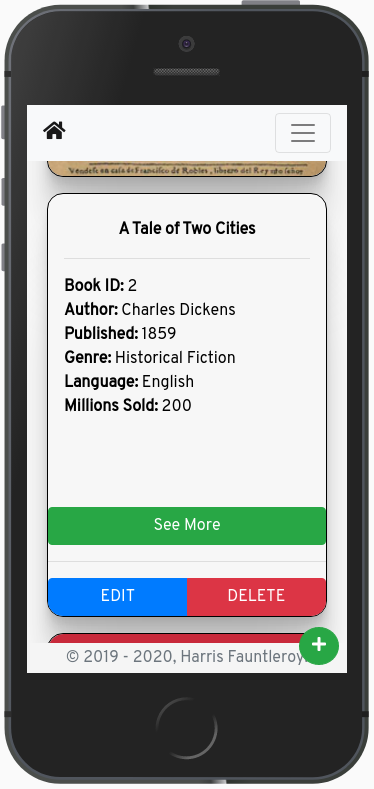 Vendese en casa de Francisco de Robles, librero del Rey nro señor.
A Tale of Two Cities
Book ID: 2
Author: Charles Dickens
Published: 1859
Genre: Historical Fiction
Language: English
Millions Sold: 200
See More
EDIT DELETE
© 2019 - 2020, Harris Fauntleroy.